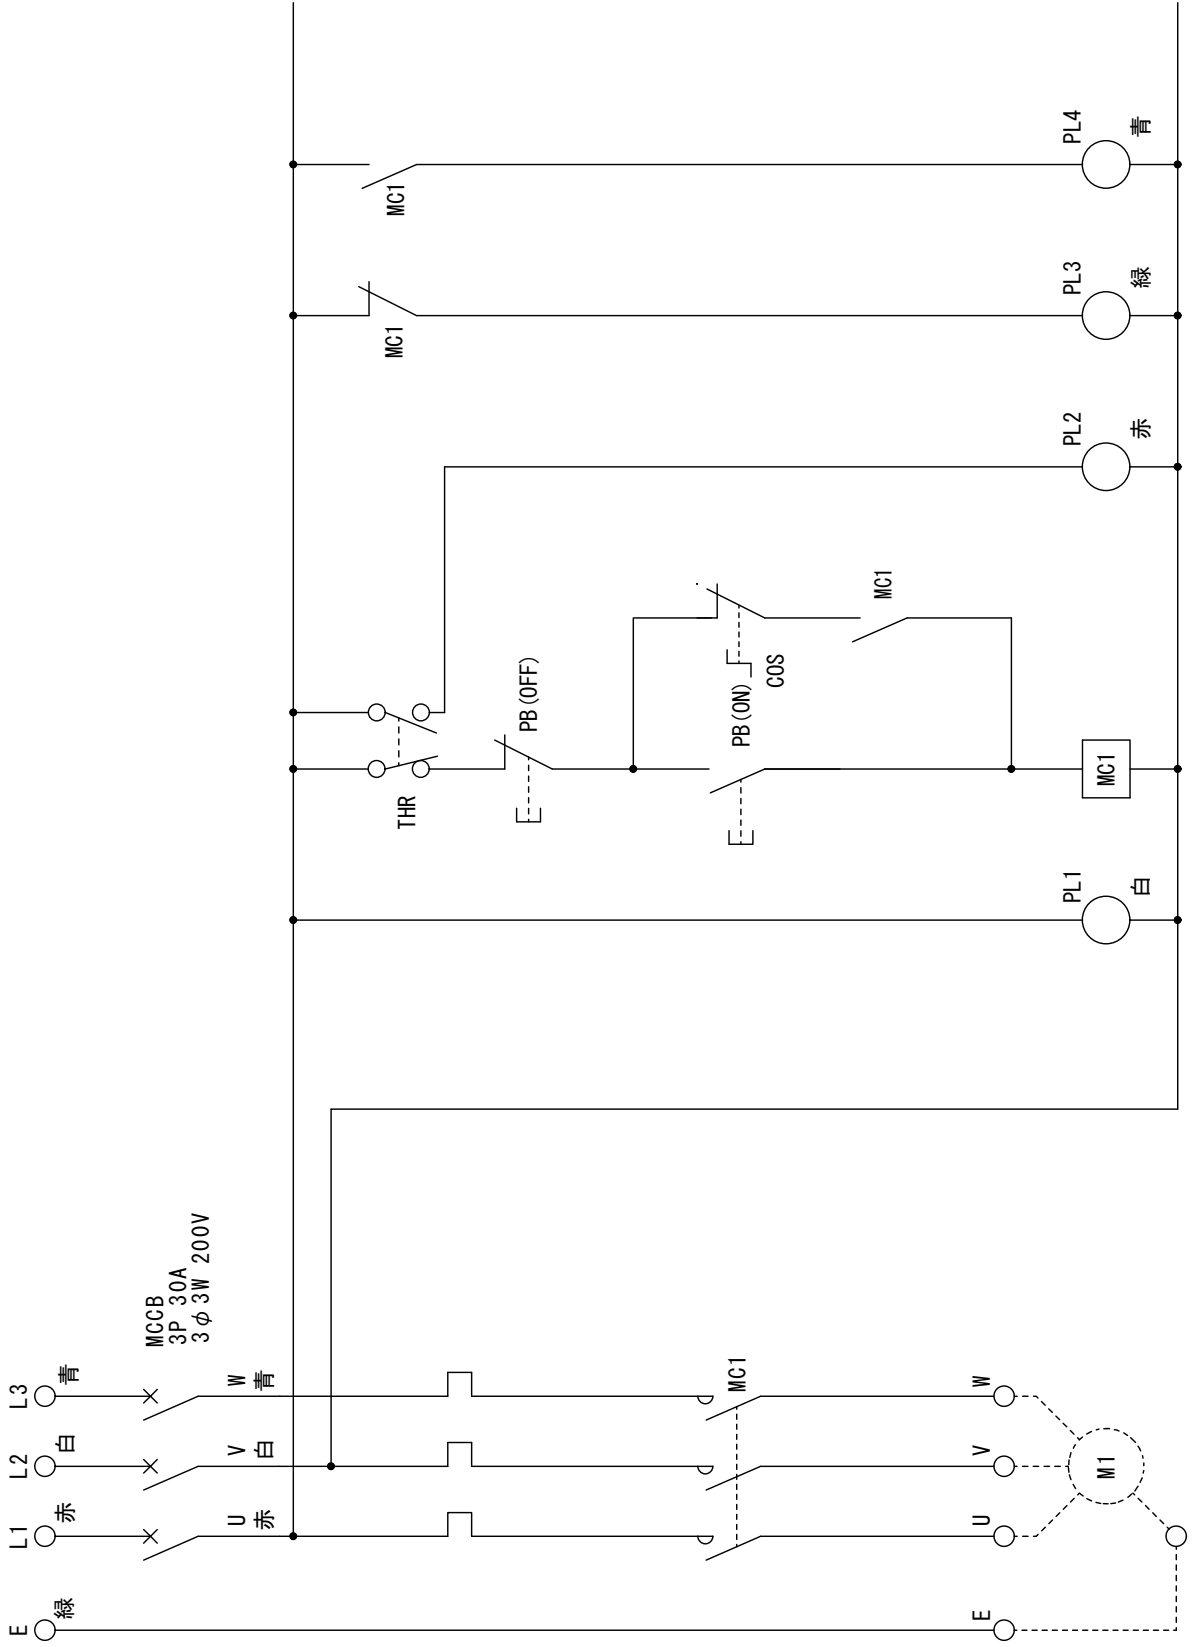 E
緑
L1
赤
L2
白
L3
青
MCCB
3P 30A
3φ3W 200V
U
赤
V
白
W
青
MC1
E
U
V
W
M1
PL1
白
THR
PB(OFF)
PB(ON)
COS
MC1
MC1
PL2
赤
MC1
PL3
緑
MC1
PL4
青